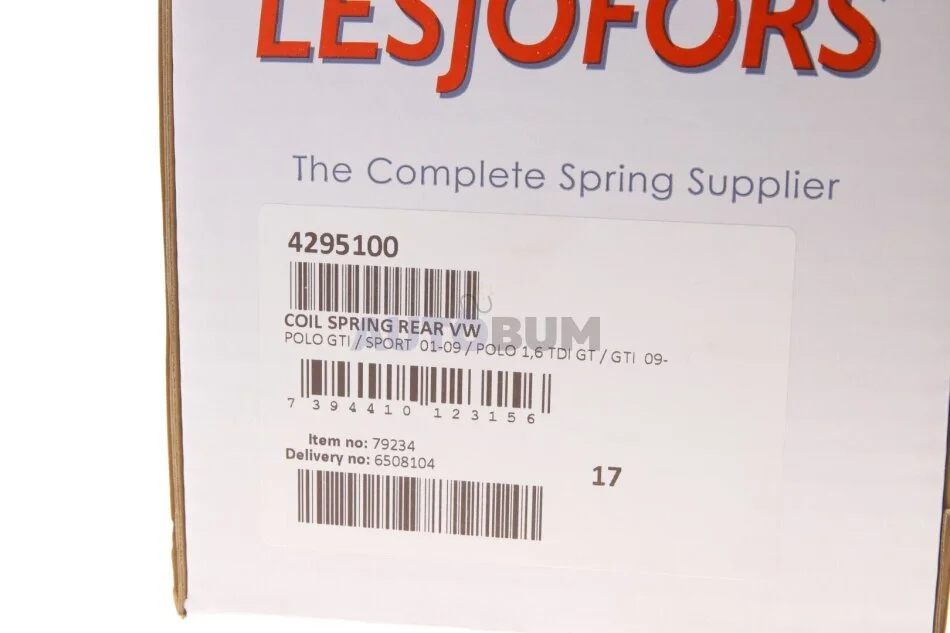 LESJOFORS
The Complete Spring Supplier
4295100
COIL SPRING REAR VW
AUTOBUM
POLO GTI / SPORT 01-09 / POLO 1,6 TDI GT / GTI 09-
7 394410 123156
Item no: 79234
Delivery no: 6508104
17